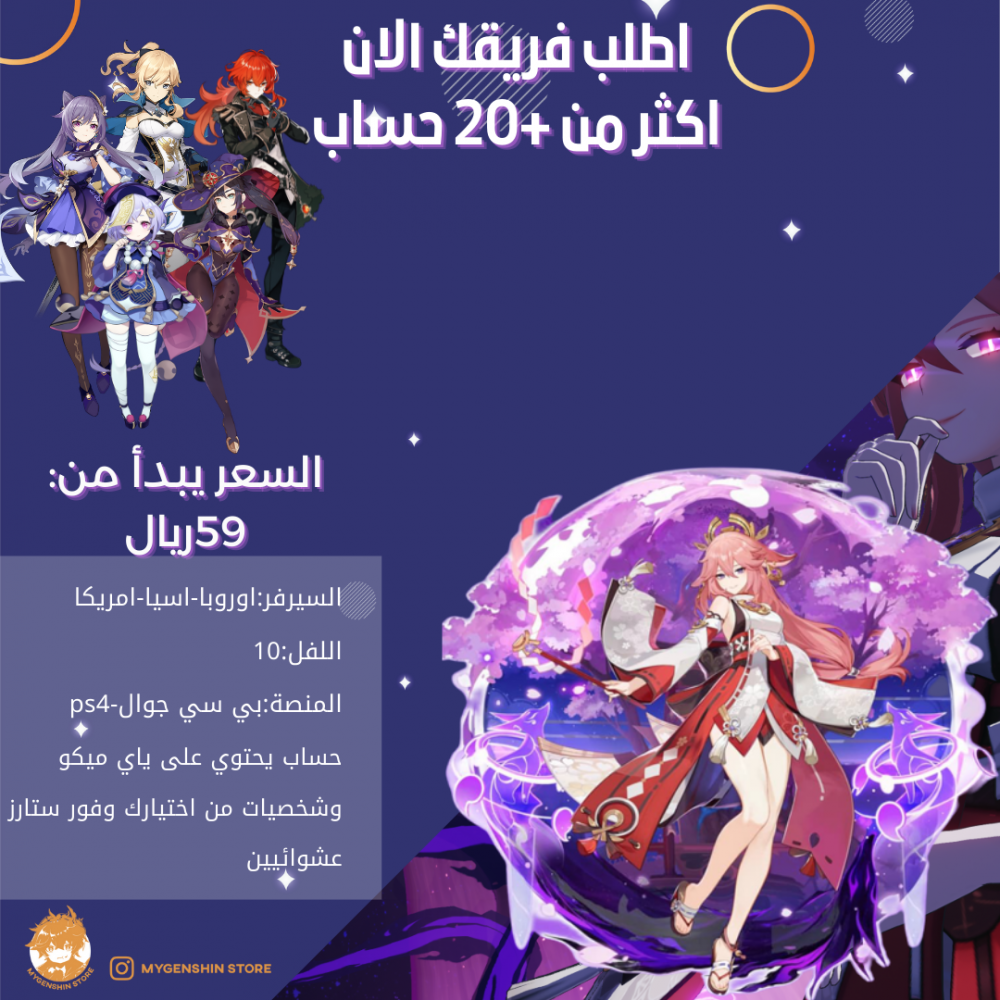 اطلب فريقك الان
اكثر من +20 حساب
السعر يبدأ من:
59ريال
السيرفر:اوروبا-اسيا-امريكا
اللفل:10
المنصة:بي سي جوال-ps4
حساب يحتوي على ياي ميكو
وشخصيات من اختيارك وفور ستارز
عشوائيين
MYGENSHIN STORE
MYGENSHIN STORE